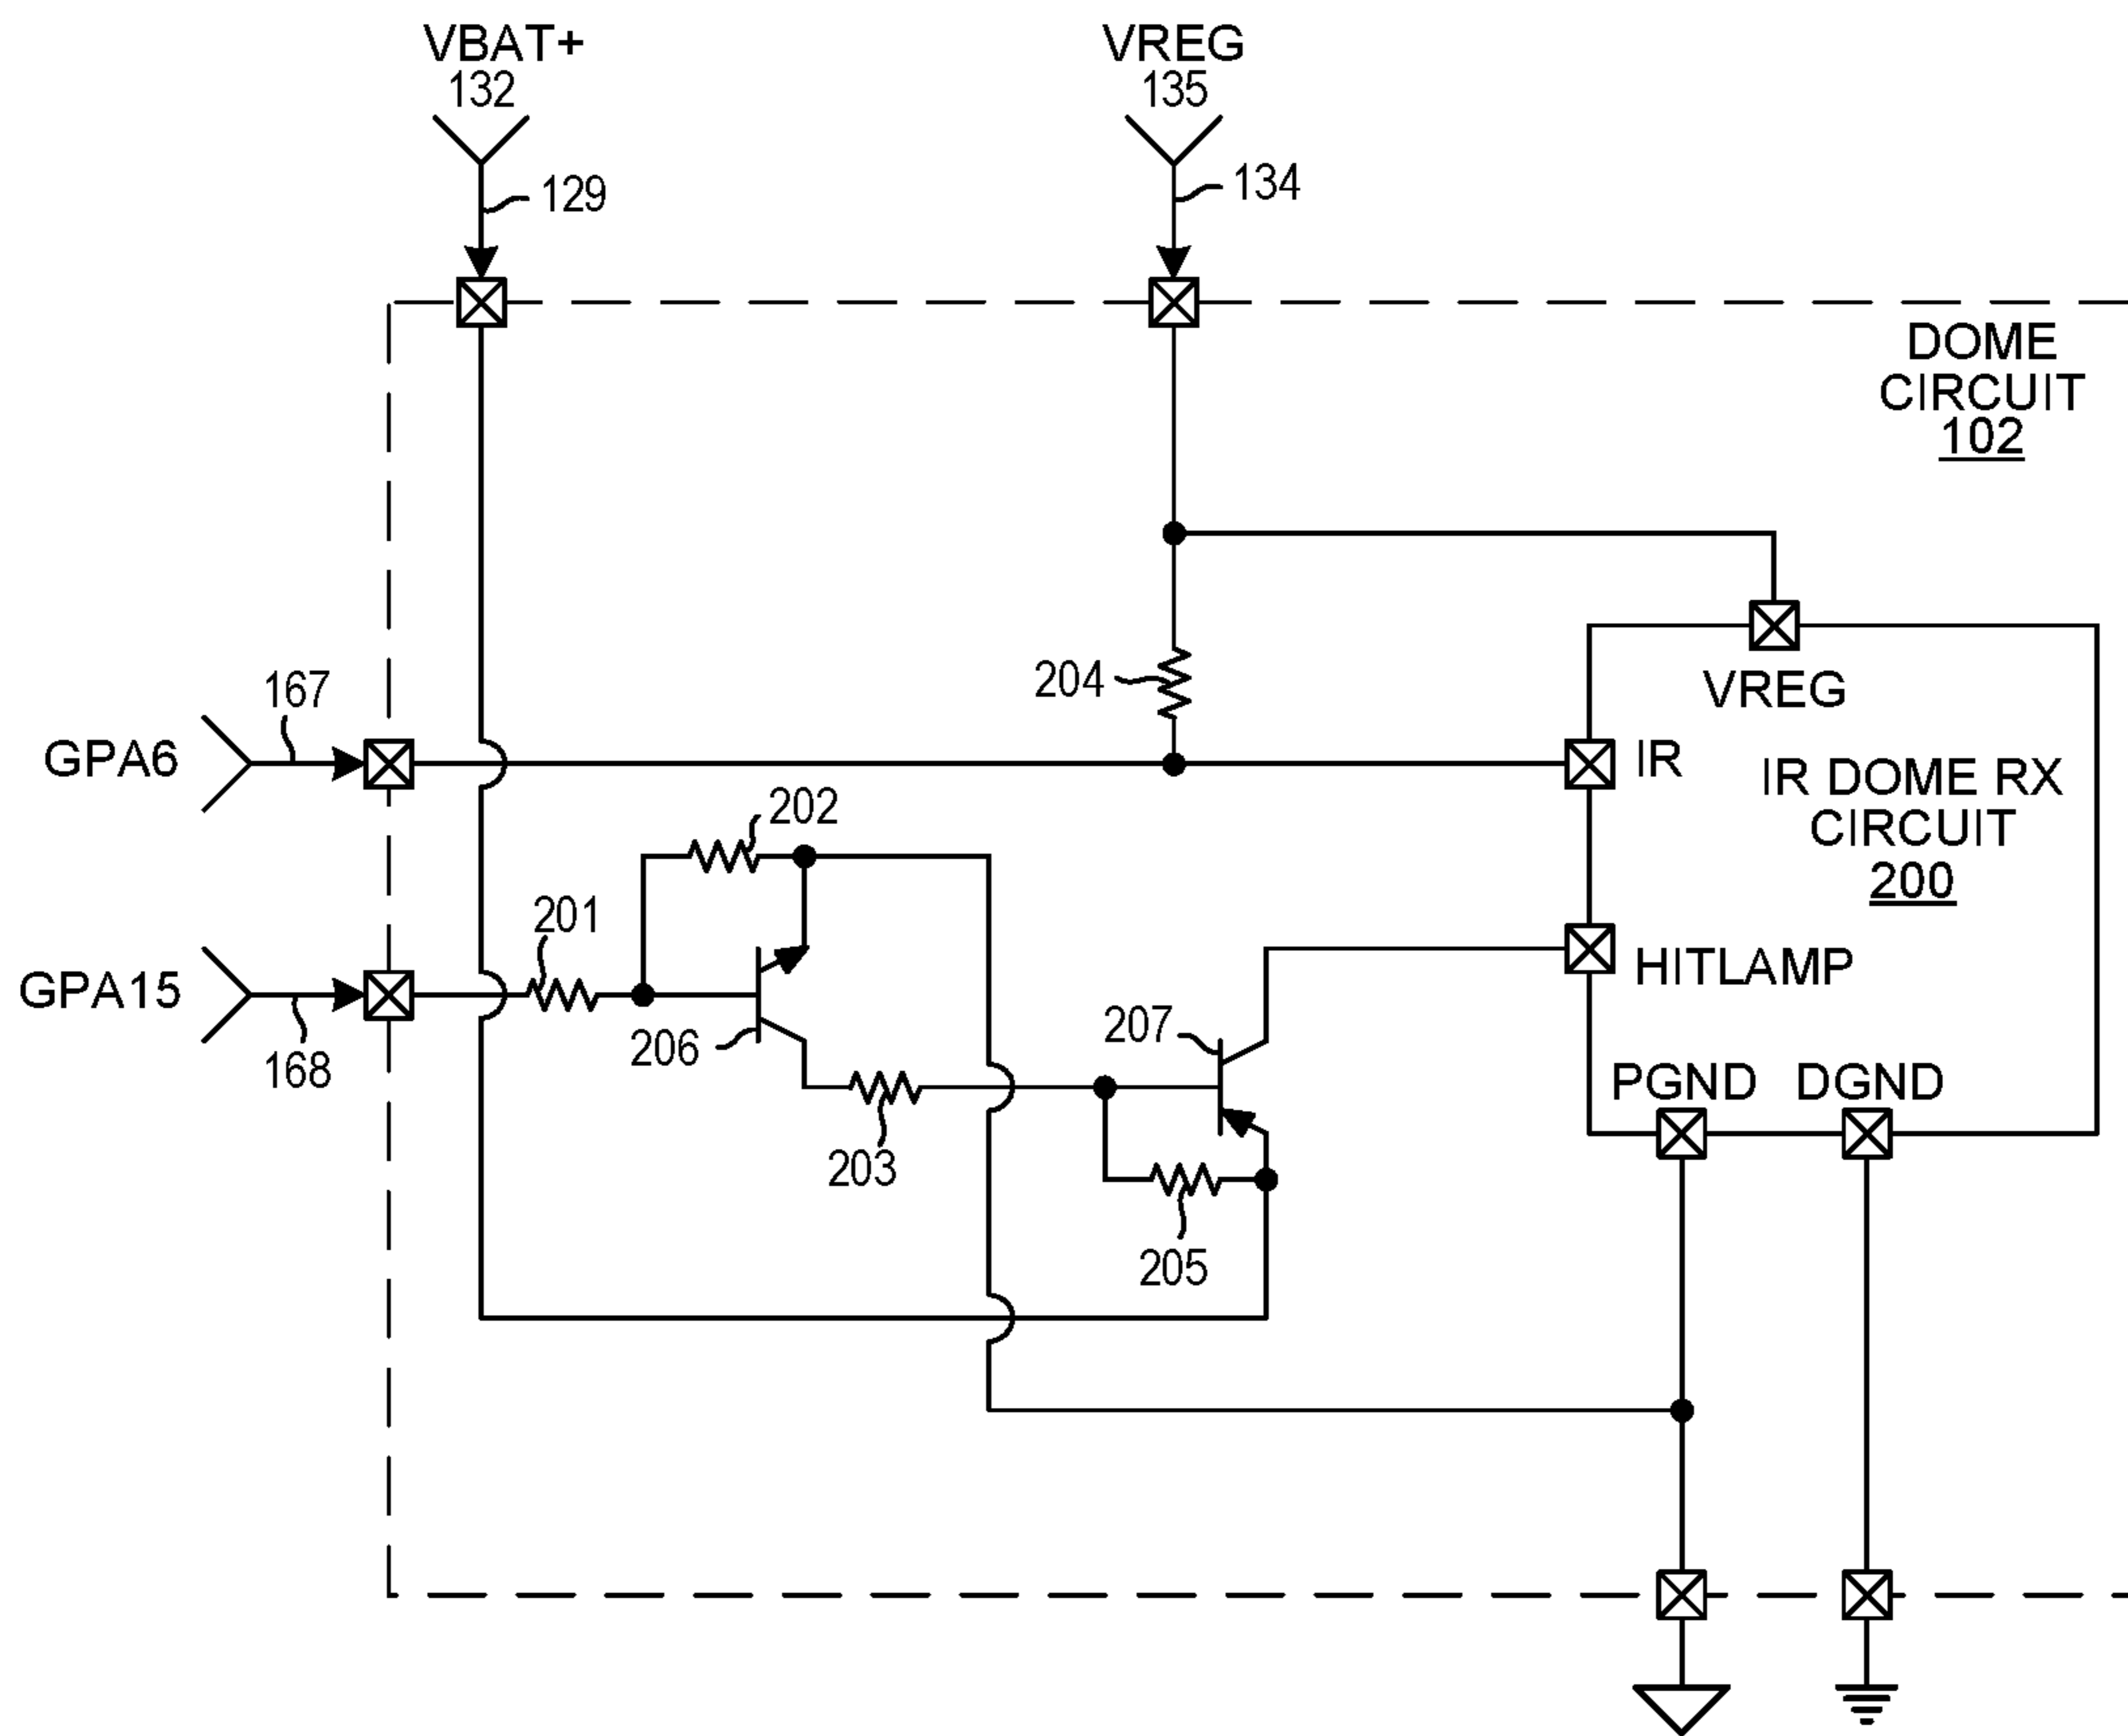 VBAT+
132
VREG
135
129
134
DOME
CIRCUIT
102
167
204
VREG
GPA6
IR
IR DOME RX
CIRCUIT
200
202
201
GPA15
HITLAMP
206
207
168
PGND
DGND
203
205